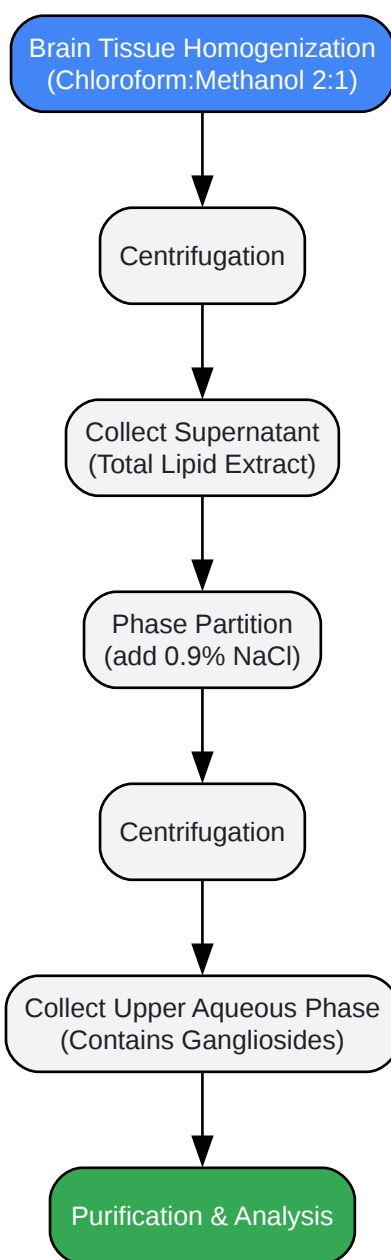 Brain Tissue Homogenization
(Chloroform:Methanol 2:1)
Centrifugation
Collect Supernatant
(Total Lipid Extract)
Phase Partition
(add 0.9% NaCl)
Centrifugation
Collect Upper Aqueous Phase
(Contains Gangliosides)
Purification & Analysis